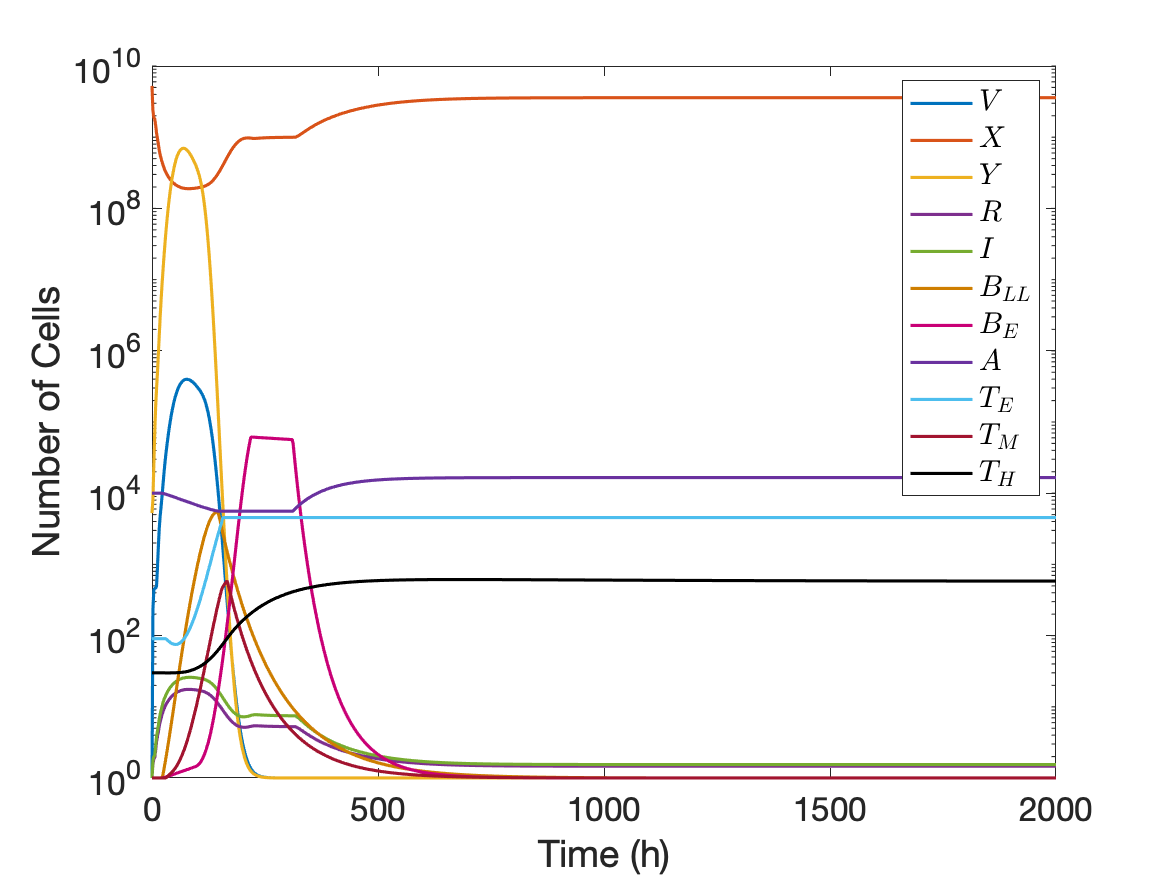 10^10
10^8
10^6
10^4
10^2
10^0
Number of Cells
0
500
1000
1500
2000
Time (h)
V
X
Y
R
I
B_LL
B_E
A
T_E
T_M
T_H